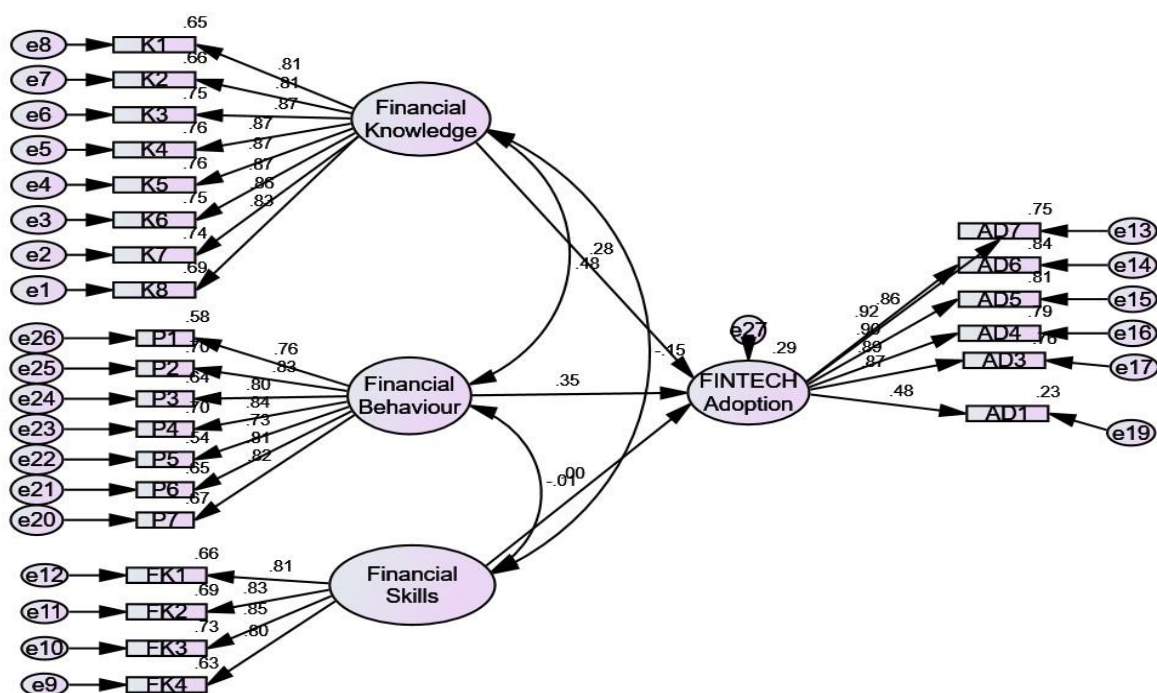 .65
e8
K1
.66
.81
e7
K2
.81
.75
e6
K3
.87
.76
e5
K4
.87
.76
e4
K5
.87
.75
e3
K6
.86
.74
e2
K7
.83
.69
e1
K8
Financial
Knowledge
.28
.48
.58
e26
P1
.76
.70
e25
P2
.83
.64
e24
P3
.80
.70
e23
P4
.84
.73
.54
e22
P5
.81
.65
e21
P6
.82
.67
e20
P7
Financial
Behaviour
.35
-.15
.66
e12
FK1
.81
.69
e11
FK2
.83
.73
e10
FK3
.85
.63
e9
FK4
.80
Financial
Skills
-.01
.00
e27
.29
FINTECH
Adoption
.75
AD7
e13
.84
AD6
e14
.86
.81
AD5
e15
.92
.79
AD4
e16
.90
AD3
e17
.89
.87
.48
.23
AD1
e19